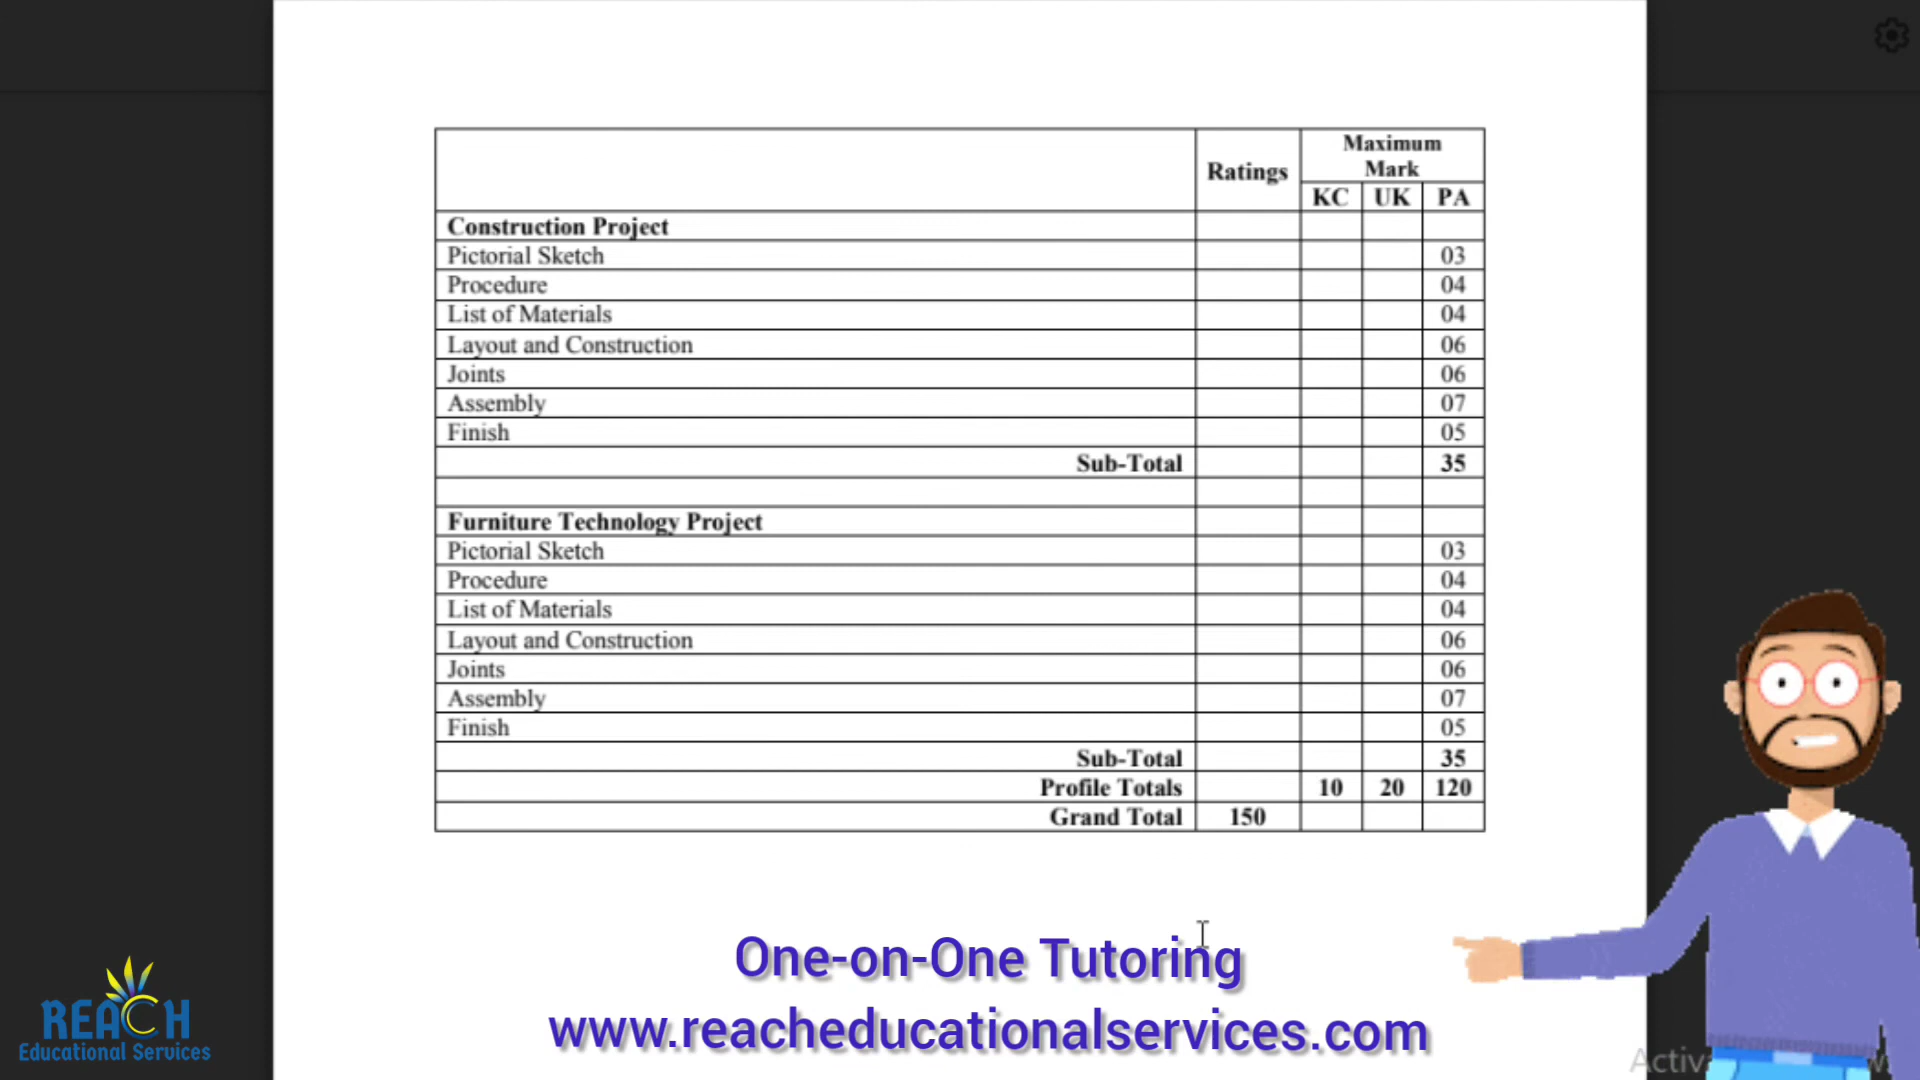 Ratings Maximum Mark
KC UK PA
Construction Project
Pictorial Sketch 03
Procedure 04
List of Materials 04
Layout and Construction 06
Joints 06
Assembly 07
Finish 05
Sub-Total 35
Furniture Technology Project
Pictorial Sketch 03
Procedure 04
List of Materials 04
Layout and Construction 06
Joints 06
Assembly 07
Finish 05
Sub-Total 35
Profile Totals 10 20 120
Grand Total 150
One-on-One Tutoring
www.reacheducationalservices.com
REACH
Educational Services